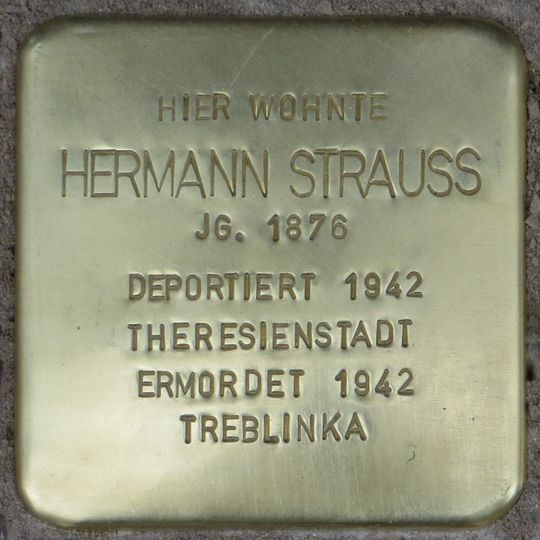 HIER WOHNTE
HERMANN STRAUSS
JG. 1876
DEPORTIERT 1942
THERESIENSTADT
ERMORDET 1942
TREBLINKA